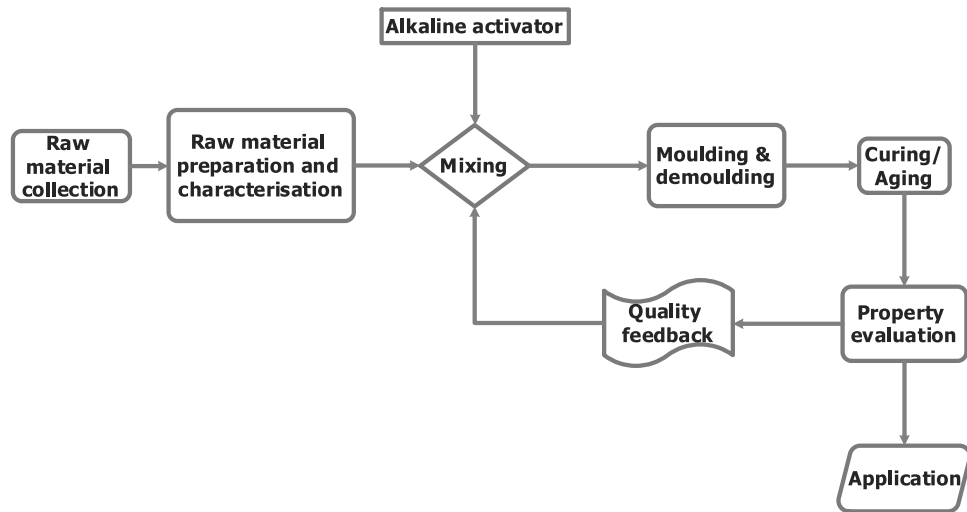 Alkaline activator
Raw
material
collection
Raw material
preparation and
characterisation
Mixing
Moulding &
demoulding
Curing/
Aging
Quality
feedback
Property
evaluation
Application